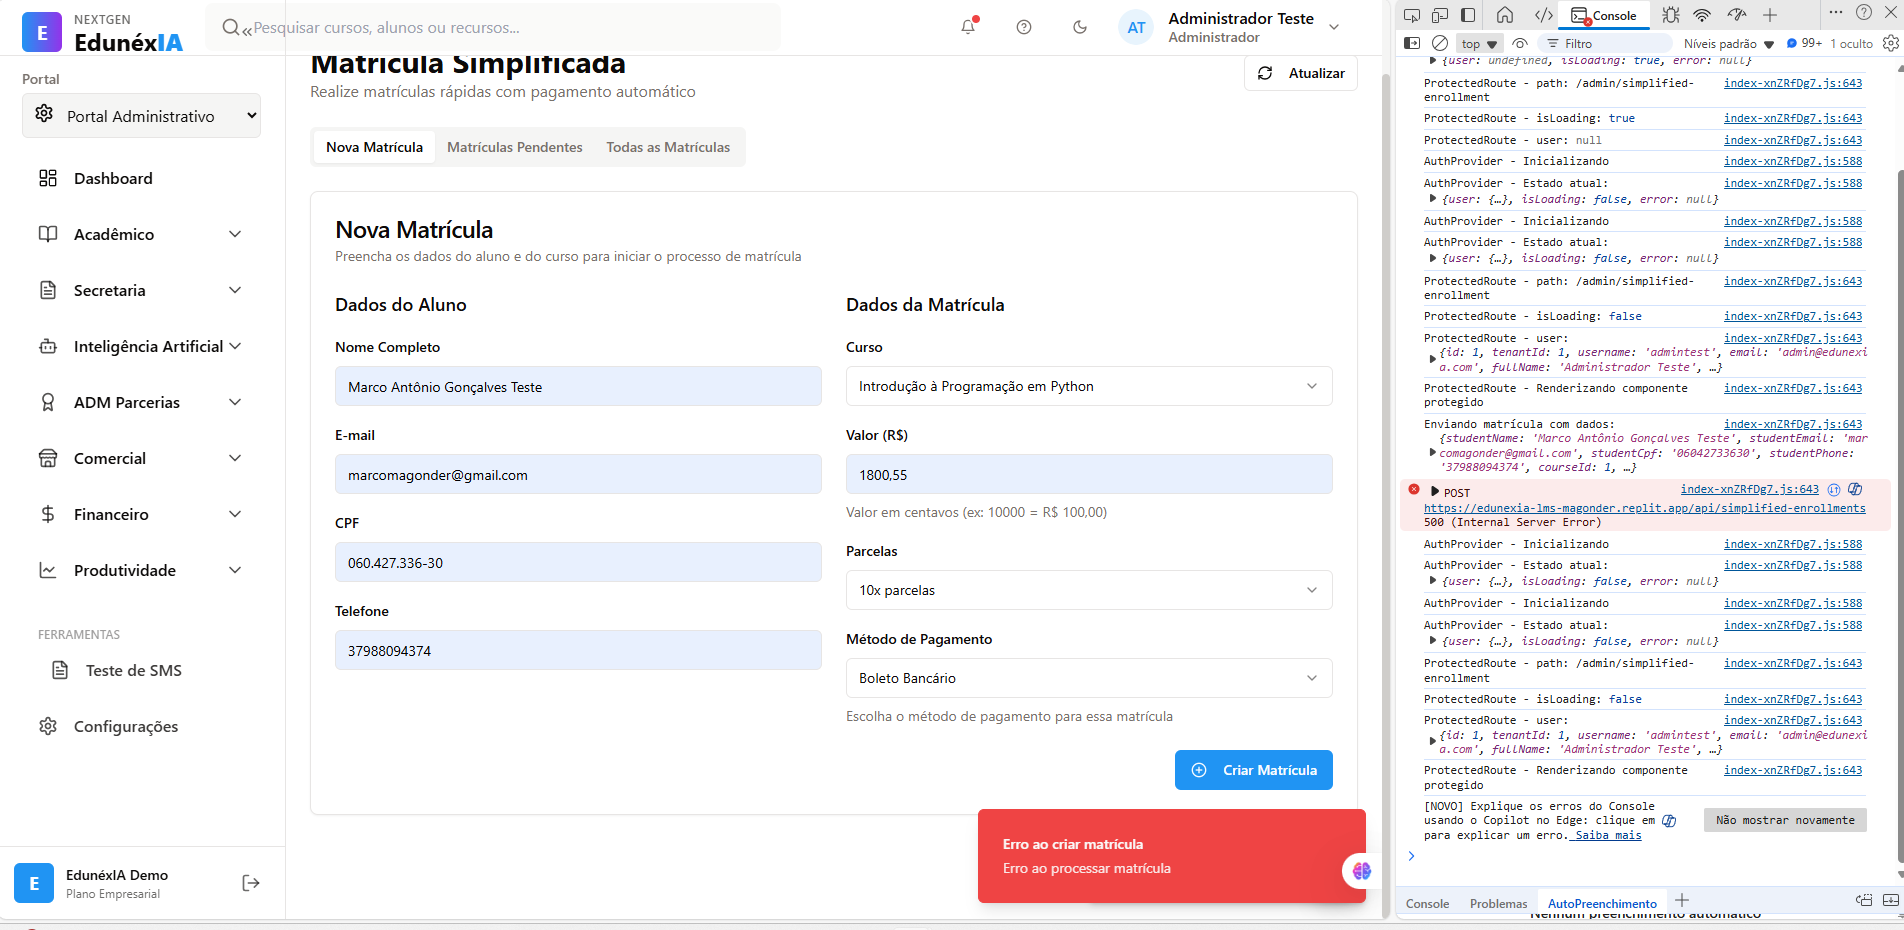 NEXTGEN
E EdunéxIA
Portal
Portal Administrativo
Dashboard
Acadêmico
Secretaria
Inteligência Artificial
ADM Parcerias
Comercial
Financeiro
Produtividade
FERRAMENTAS
Teste de SMS
Configurações
E
EdunéxIA Demo
Plano Empresarial
Pesquisar cursos, alunos ou recursos...
AT
Administrador Teste
Administrador
Matrícula Simplificada
Realize matrículas rápidas com pagamento automático
Atualizar
Nova Matrícula
Matrículas Pendentes
Todas as Matrículas
Nova Matrícula
Preencha os dados do aluno e do curso para iniciar o processo de matrícula
Dados do Aluno
Nome Completo
Marco Antônio Gonçalves Teste
E-mail
marcomagonder@gmail.com
CPF
060.427.336-30
Telefone
37988094374
Dados da Matrícula
Curso
Introdução à Programação em Python
Valor (R$)
1800,55
Valor em centavos (ex: 10000 = R$ 100,00)
Parcelas
10x parcelas
Método de Pagamento
Boleto Bancário
Escolha o método de pagamento para essa matrícula
Criar Matrícula
Erro ao criar matrícula
Erro ao processar matrícula
Console
top
Filtro
Níveis padrão
99+
1 oculto
{user: undefined, isLoading: true, error: null}
ProtectedRoute - path: /admin/simplified- index-xnZRfDg7.js:643
enrollment
ProtectedRoute - isLoading: true index-xnZRfDg7.js:643
ProtectedRoute - user: null index-xnZRfDg7.js:643
AuthProvider - Inicializando index-xnZRfDg7.js:588
AuthProvider - Estado atual: index-xnZRfDg7.js:588
{user: {…}, isLoading: false, error: null}
AuthProvider - Inicializando index-xnZRfDg7.js:588
AuthProvider - Estado atual: index-xnZRfDg7.js:588
{user: {…}, isLoading: false, error: null}
ProtectedRoute - path: /admin/simplified- index-xnZRfDg7.js:643
enrollment
ProtectedRoute - isLoading: false index-xnZRfDg7.js:643
ProtectedRoute - user: index-xnZRfDg7.js:643
{id: 1, tenantId: 1, username: 'admintest', email: 'admin@edunexi
a.com', fullName: 'Administrador Teste', …}
ProtectedRoute - Renderizando componente index-xnZRfDg7.js:643
protegido
Enviando matrícula com dados: index-xnZRfDg7.js:643
{studentName: 'Marco Antônio Gonçalves Teste', studentEmail: 'mar
comagonder@gmail.com', studentCpf: '06042733630', studentPhone:
'37988094374', courseId: 1, …}
POST index-xnZRfDg7.js:643
https://edunexia-lms-magonder.replit.app/api/simplified-enrollments
500 (Internal Server Error)
AuthProvider - Inicializando index-xnZRfDg7.js:588
AuthProvider - Estado atual: index-xnZRfDg7.js:588
{user: {…}, isLoading: false, error: null}
AuthProvider - Inicializando index-xnZRfDg7.js:588
AuthProvider - Estado atual: index-xnZRfDg7.js:588
{user: {…}, isLoading: false, error: null}
ProtectedRoute - path: /admin/simplified- index-xnZRfDg7.js:643
enrollment
ProtectedRoute - isLoading: false index-xnZRfDg7.js:643
ProtectedRoute - user: index-xnZRfDg7.js:643
{id: 1, tenantId: 1, username: 'admintest', email: 'admin@edunexi
a.com', fullName: 'Administrador Teste', …}
ProtectedRoute - Renderizando componente index-xnZRfDg7.js:643
protegido
[NOVO] Explique os erros do Console
usando o Copilot no Edge: clique em
para explicar um erro. Saiba mais
Não mostrar novamente
Console
Problemas
AutoPreenchimento
Nenhum preenchimento automático